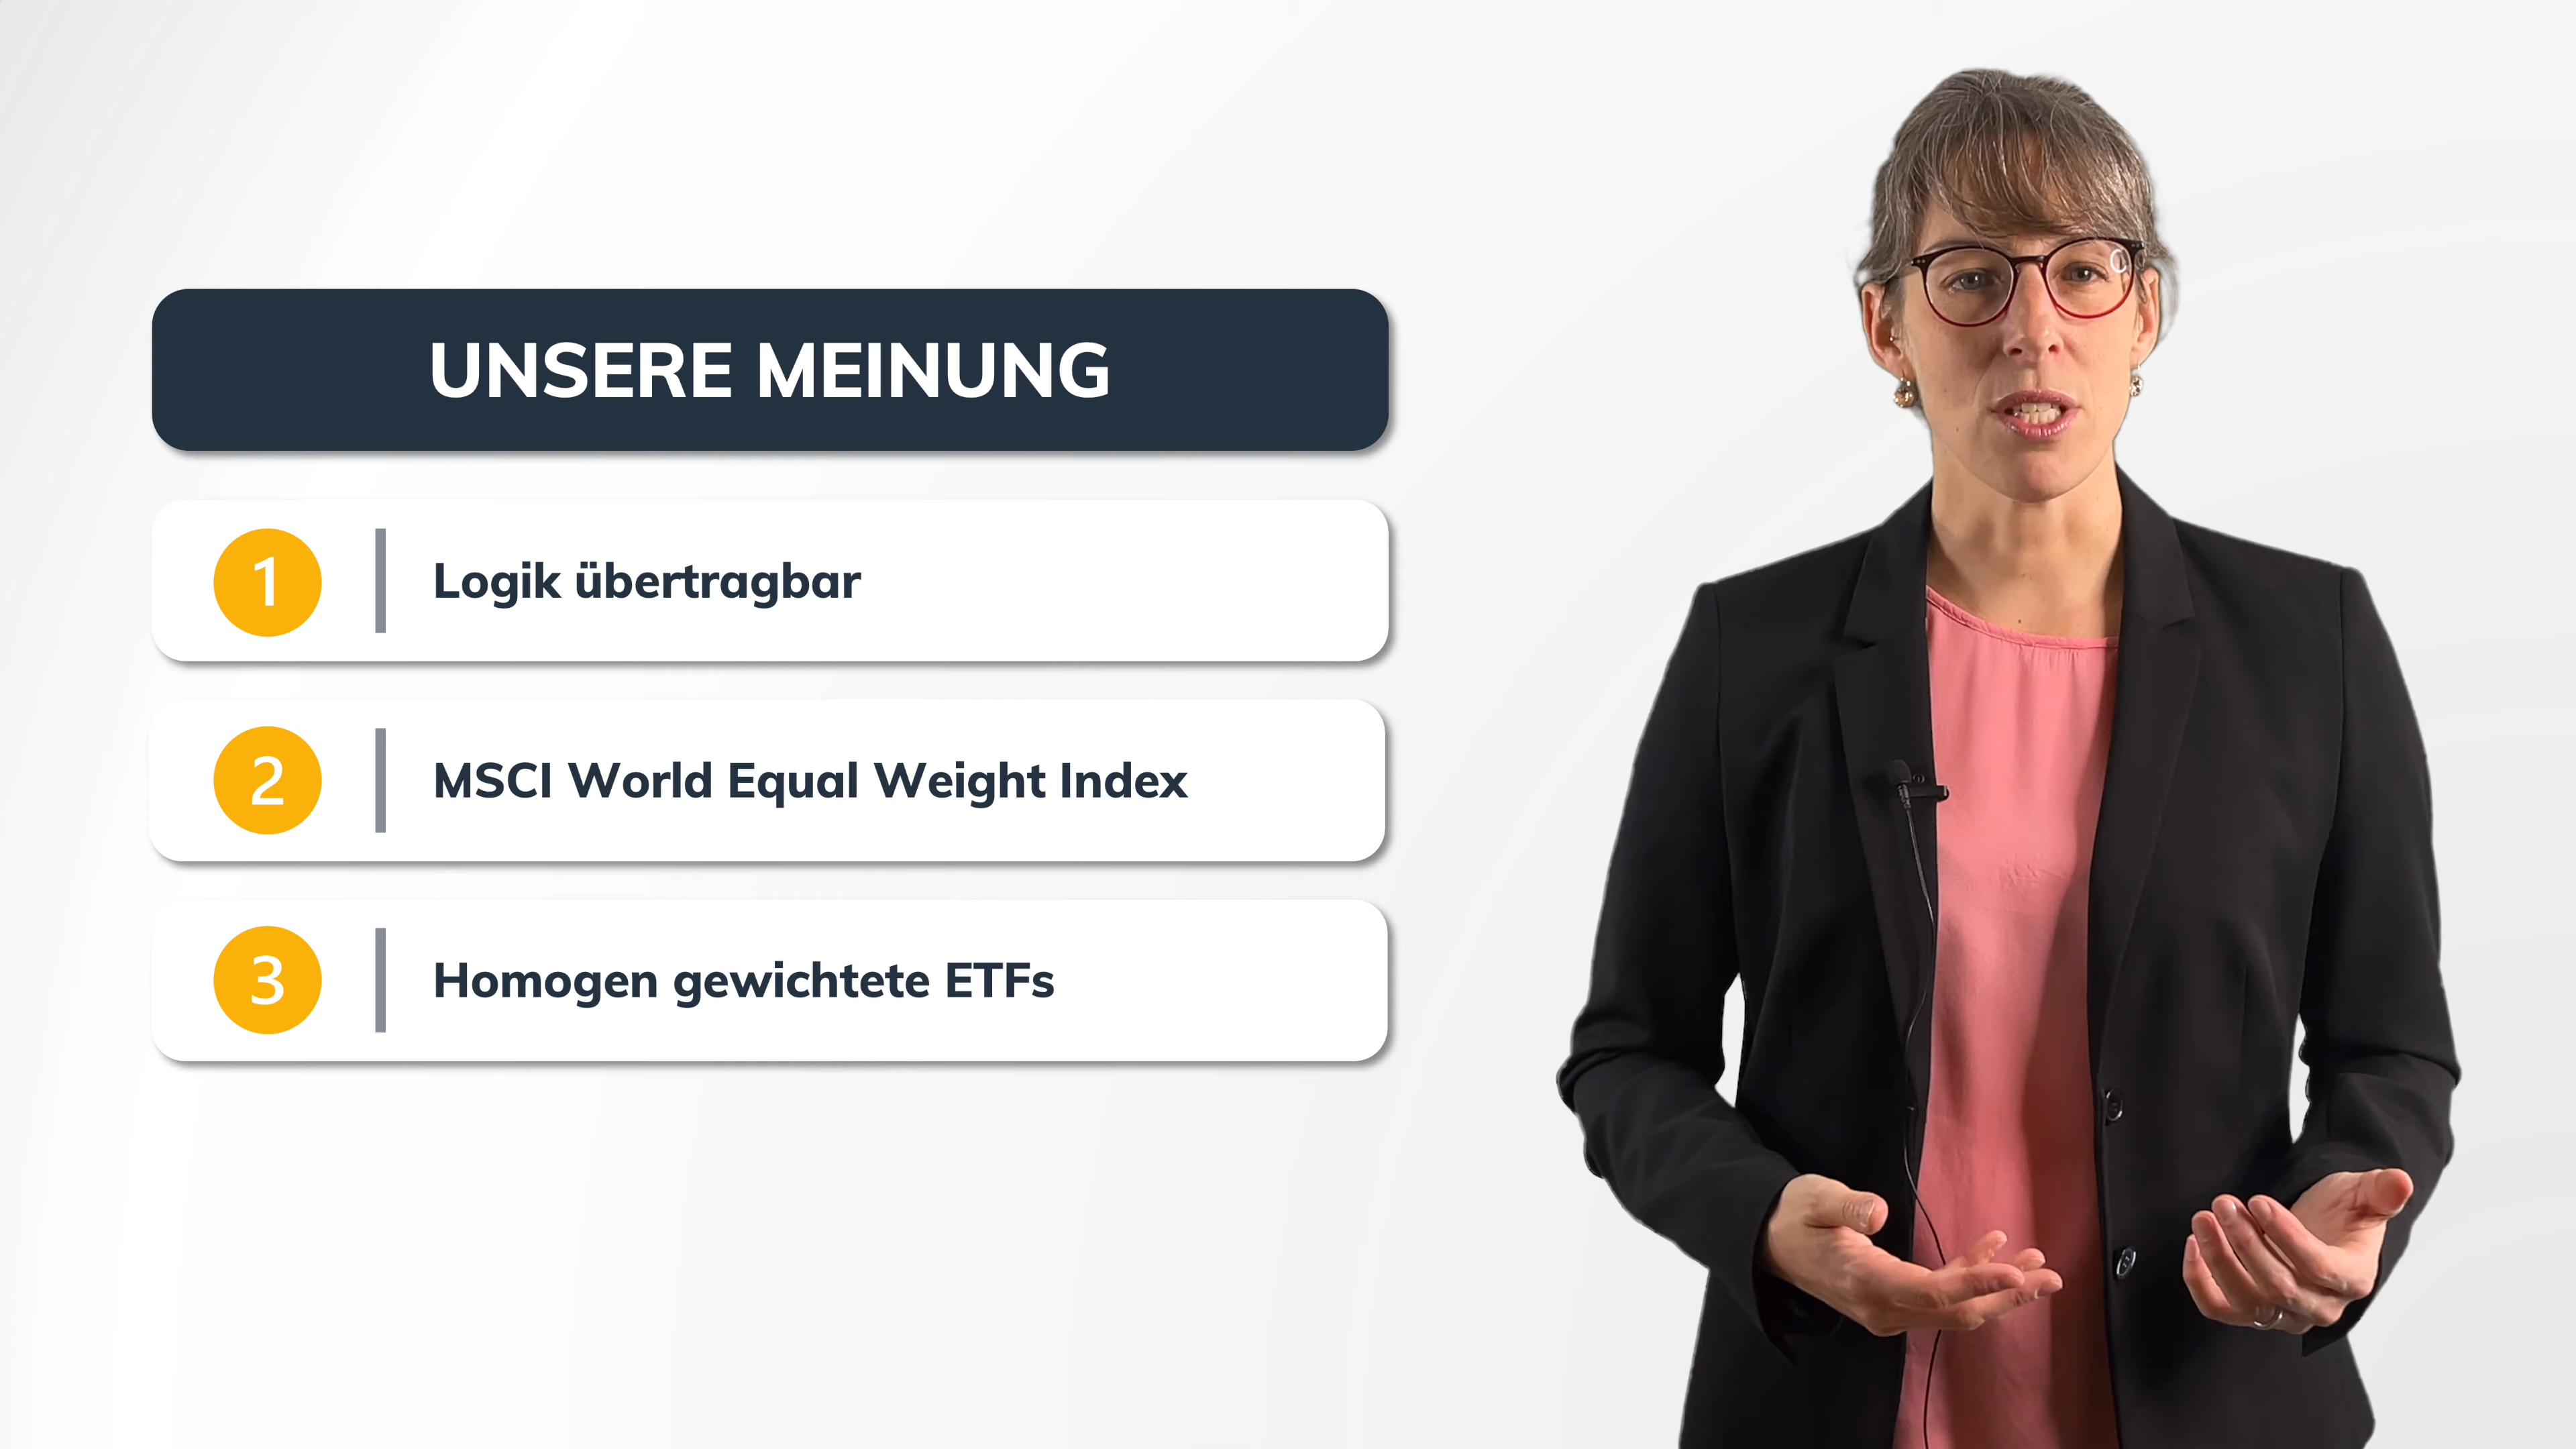 UNSERE MEINUNG
1 Logik übertragbar
2 MSCI World Equal Weight Index
3 Homogen gewichtete ETFs